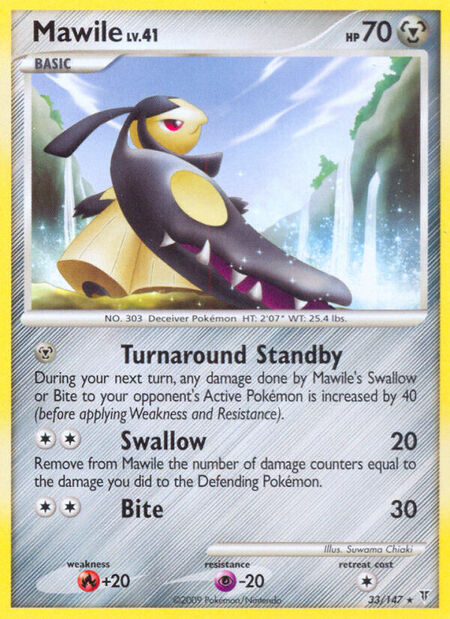 Mawile LV.41 HP 70
BASIC
NO. 303 Deceiver Pokémon HT: 2'07" WT: 25.4 lbs.
Turnaround Standby
During your next turn, any damage done by Mawile's Swallow
or Bite to your opponent's Active Pokémon is increased by 40
(before applying Weakness and Resistance).
Swallow 20
Remove from Mawile the number of damage counters equal to
the damage you did to the Defending Pokémon.
Bite 30
Illus. Suwama Chiaki
weakness resistance retreat cost
+20 -20
©2009 Pokémon/Nintendo 33/147 ★